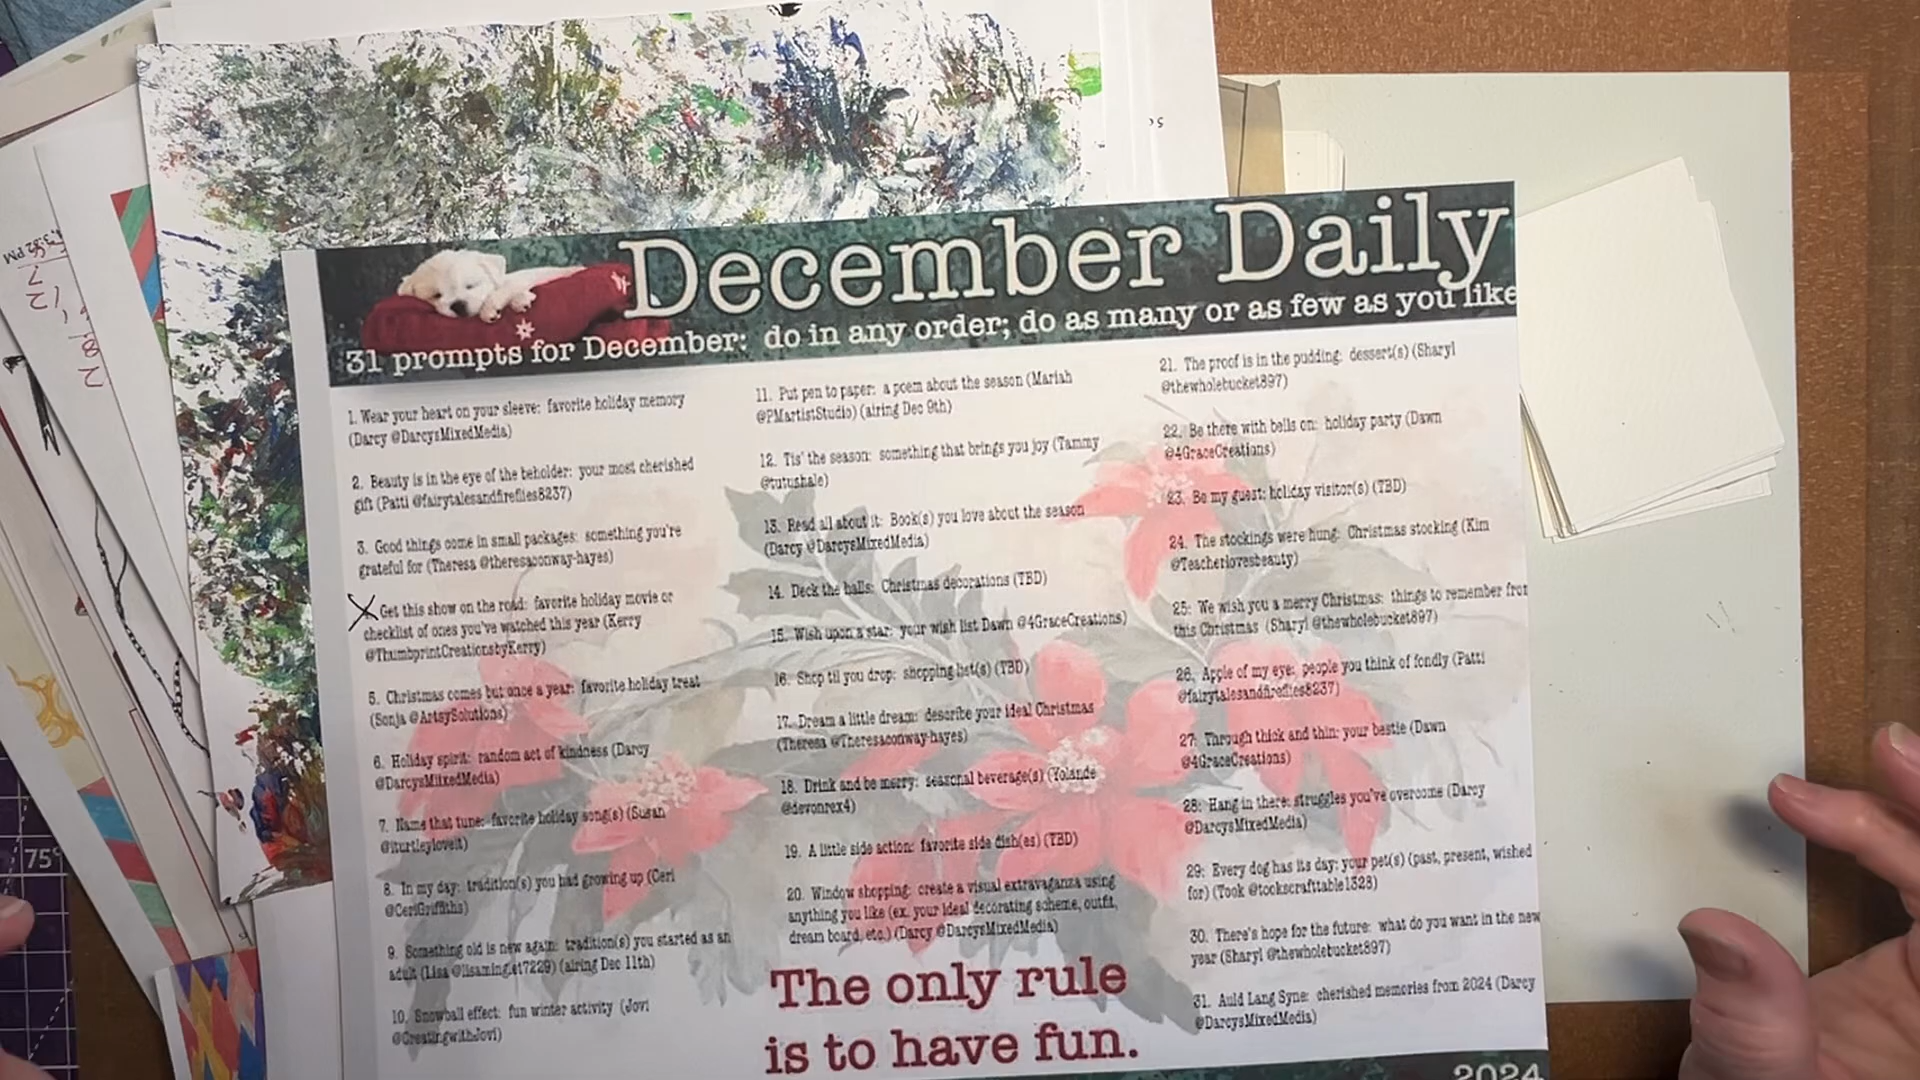 December Daily
31 prompts for December: do in any order; do as many or as few as you like
1. Wear your heart on your sleeve: favorite holiday memory
(Darcy @DarcysMixedMedia)
2. Beauty is in the eye of the beholder: your most cherished
gift (Patti @fairytalesandfireflies8237)
3. Good things come in small packages: something you're
grateful for (Theresa @theresaconway-hayes)
Get this show on the road: favorite holiday movie or
checklist of ones you've watched this year (Kerry
@ThumbprintCreationsbyKerry)
5. Christmas comes but once a year: favorite holiday treat
(Sonja @ArtsySolutions)
6. Holiday spirit: random act of kindness (Darcy
@DarcysMixedMedia)
7. Name that tune: favorite holiday song(s) (Susan
@iturtleyloveit)
8. In my day: tradition(s) you had growing up (Ceri
@CeriGriffiths)
9. Something old is new again: tradition(s) you started as an
adult (Lisa @lisaminglet7229) (airing Dec 11th)
10. Snowball effect: fun winter activity (Jovi
@CreatingwithJovi)
11. Put pen to paper: a poem about the season (Mariah
@PMartistStudio) (airing Dec 9th)
12. Tis' the season: something that brings you joy (Tammy
@tutushale)
13. Read all about it: Book(s) you love about the season
(Darcy @DarcysMixedMedia)
14. Deck the halls: Christmas decorations (TBD)
15. Wish upon a star: your wish list Dawn @4GraceCreations)
16. Shop til you drop: shopping list(s) (TBD)
17. Dream a little dream: describe your ideal Christmas
(Theresa @Theresaconway-hayes)
18. Drink and be merry: seasonal beverage(s) (Yolande
@devonrex4)
19. A little side action: favorite side dish(es) (TBD)
20. Window shopping: create a visual extravaganza using
anything you like (ex. your ideal decorating scheme, outfit,
dream board, etc.) (Darcy @DarcysMixedMedia)
The only rule
is to have fun.
21. The proof is in the pudding: dessert(s) (Sharyl
@thewholebucket897)
22. Be there with bells on: holiday party (Dawn
@4GraceCreations)
23. Be my guest: holiday visitor(s) (TBD)
24. The stockings were hung: Christmas stocking (Kim
@Teacherlovesbeauty)
25: We wish you a merry Christmas: things to remember from
this Christmas (Sharyl @thewholebucket897)
26. Apple of my eye: people you think of fondly (Patti
@fairytalesandfireflies8237)
27: Through thick and thin: your bestie (Dawn
@4GraceCreations)
28: Hang in there: struggles you've overcome (Darcy
@DarcysMixedMedia)
29: Every dog has its day: your pet(s) (past, present, wished
for) (Took @tookscrafttable1328)
30. There's hope for the future: what do you want in the new
year (Sharyl @thewholebucket897)
31. Auld Lang Syne: cherished memories from 2024 (Darcy
@DarcysMixedMedia)
2024
75°